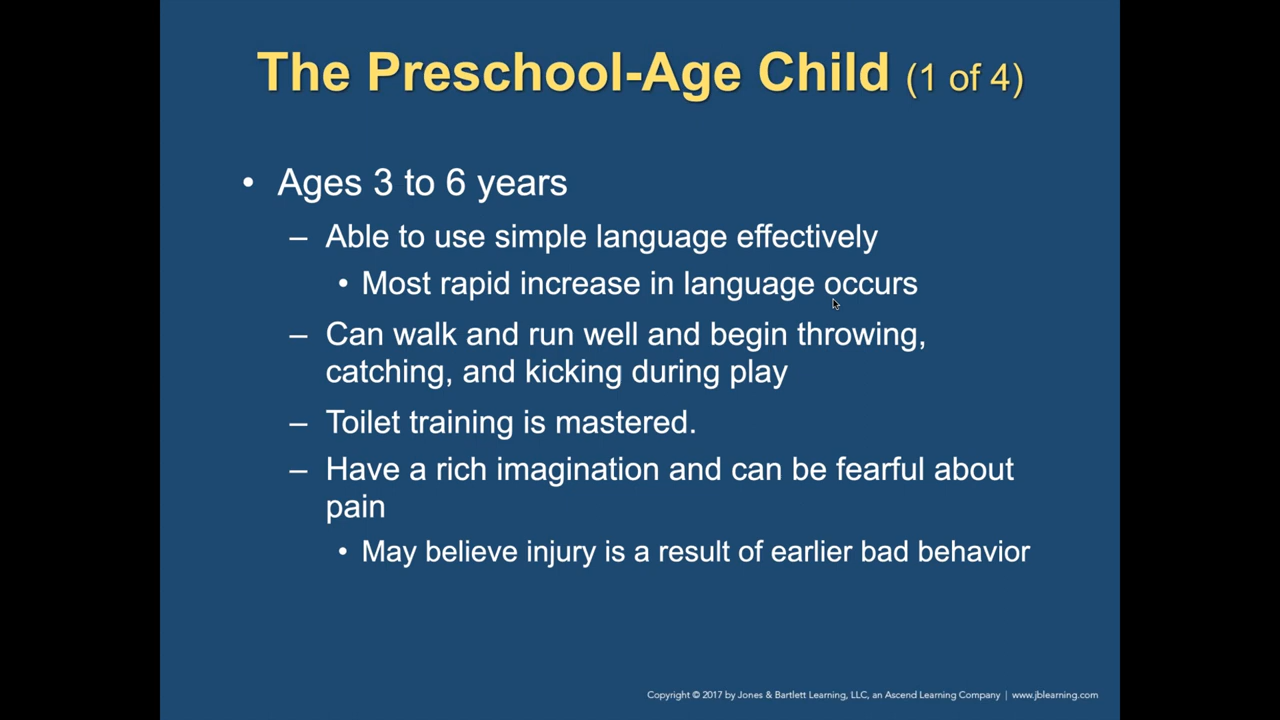 The Preschool-Age Child (1 of 4)
• Ages 3 to 6 years
– Able to use simple language effectively
• Most rapid increase in language occurs
– Can walk and run well and begin throwing,
catching, and kicking during play
– Toilet training is mastered.
– Have a rich imagination and can be fearful about
pain
• May believe injury is a result of earlier bad behavior
Copyright © 2017 by Jones & Bartlett Learning, LLC, an Ascend Learning Company | www.jblearning.com